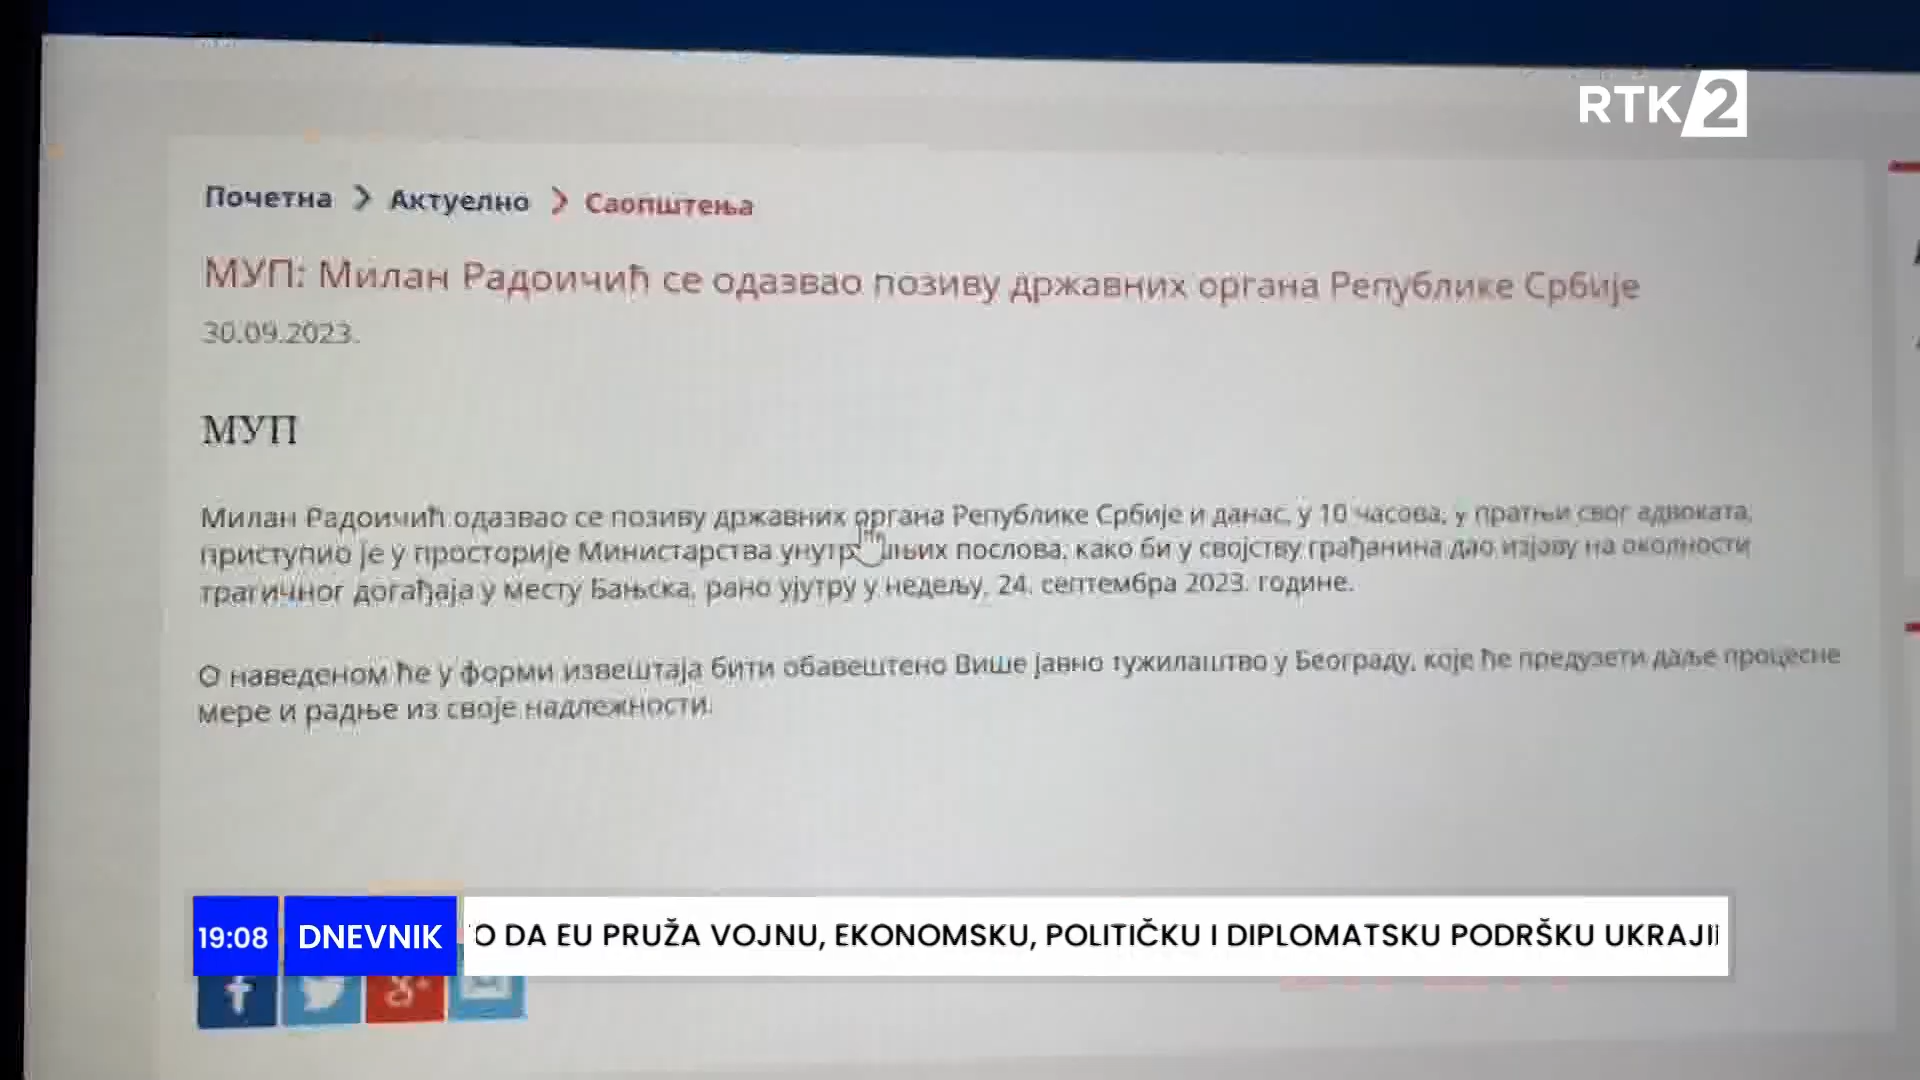 RTK 2
Почетна > Актуелно > Саопштења
МУП: Милан Радоичић се одазвао позиву државних органа Републике Србије
30.09.2023.
МУП
Милан Радоичић одазвао се позиву државних органа Републике Србије и данас, у 10 часова, у пратњи свог адвоката,
приступио је у просторије Министарства унутрашњих послова, како би у својству грађанина дао изјаву на околности
трагичног догађаја у месту Бањска, рано ујутру у недељу, 24. септембра 2023. године.
О наведеном ће у форми извештаја бити обавештено Више јавно тужилаштво у Београду, које ће предузети даље процесне
мере и радње из своје надлежности.
19:08 DNEVNIK O DA EU PRUŽA VOJNU, EKONOMSKU, POLITIČKU I DIPLOMATSKU PODRŠKU